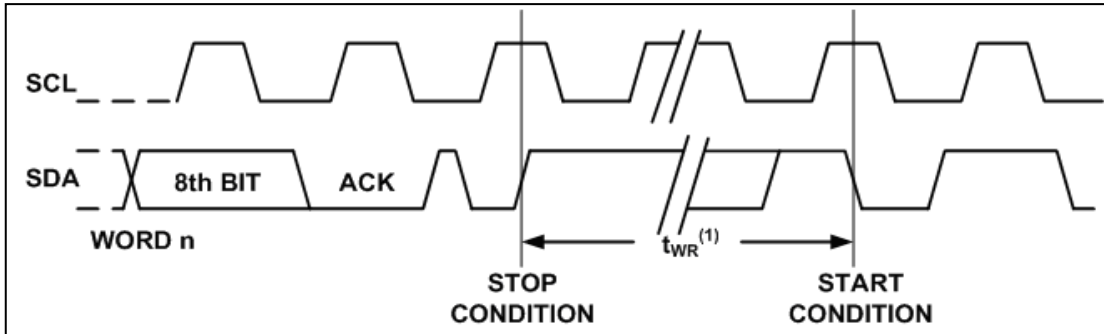 SCL
SDA
8th BIT
ACK
WORD n
tWR(1)
STOP
CONDITION
START
CONDITION